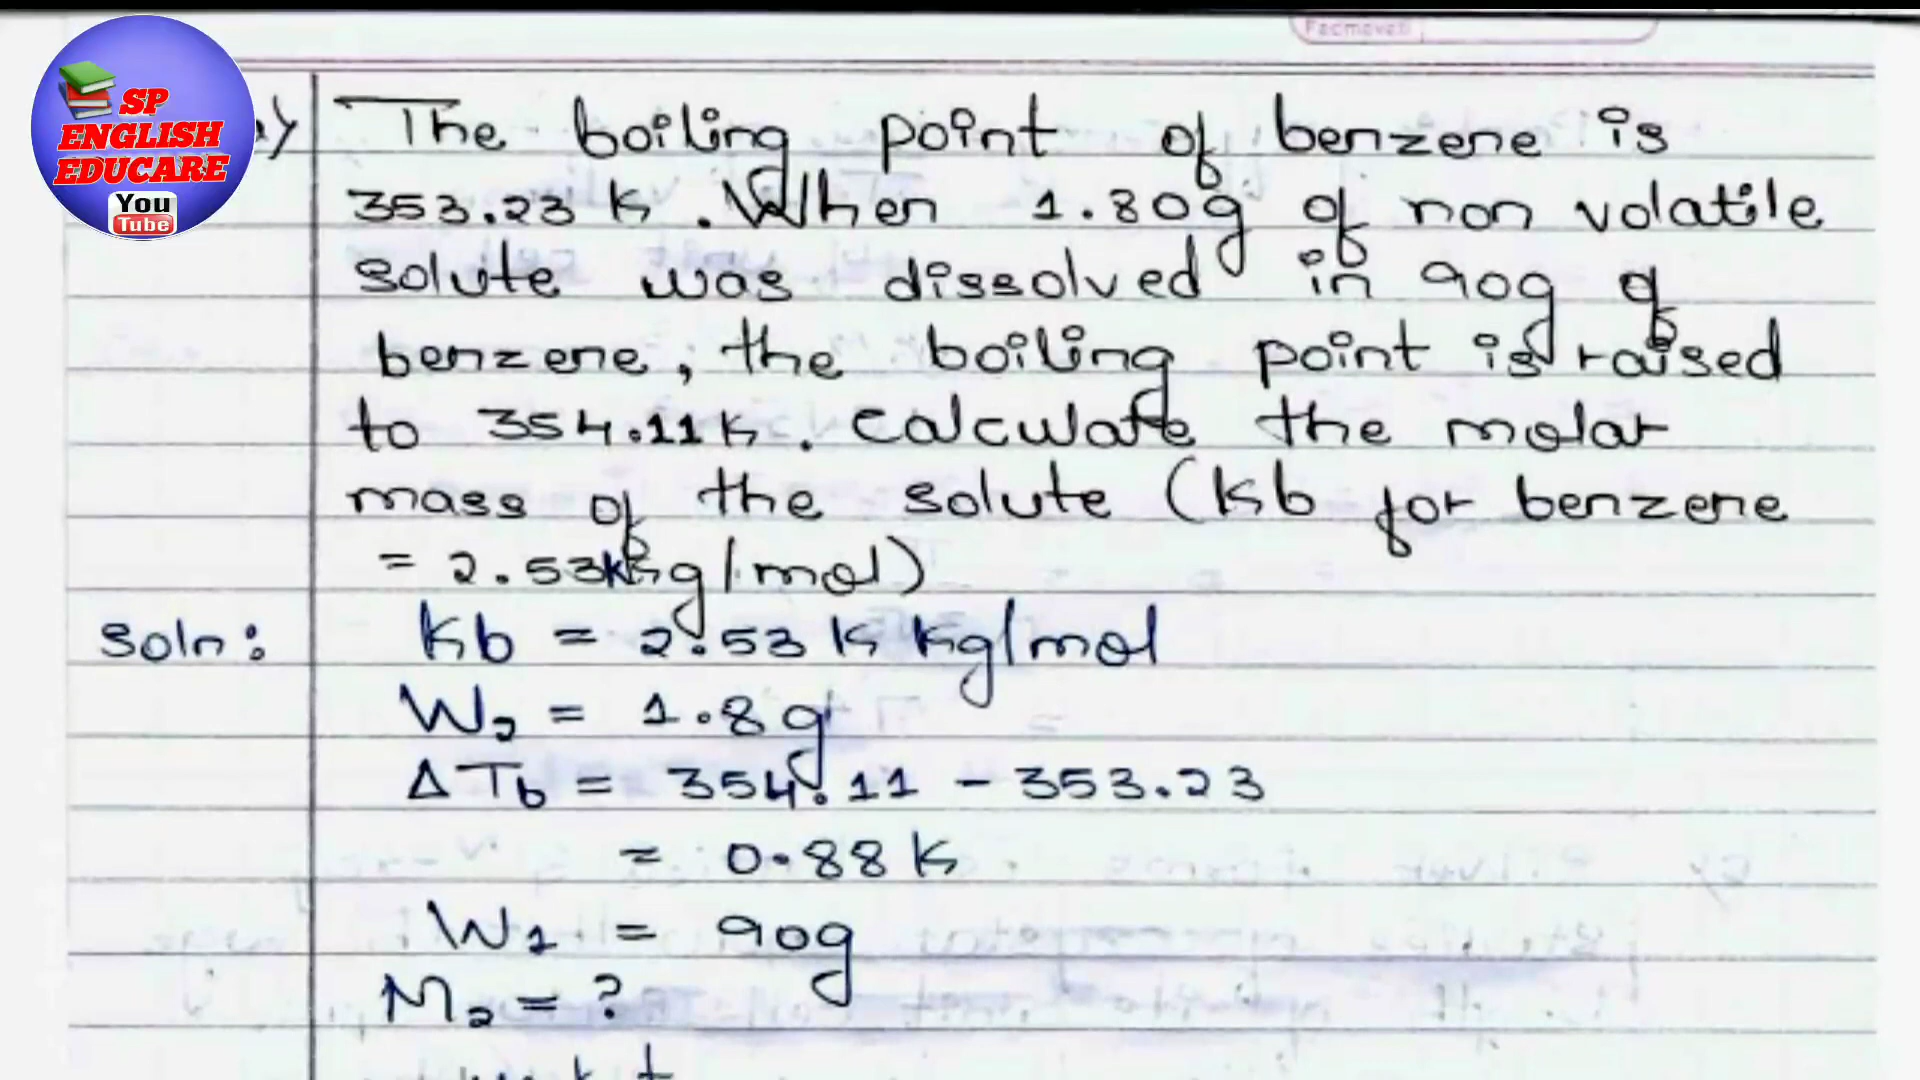 Pacmavati
SP
ENGLISH
EDUCARE
You
Tube
The boiling point of benzene is
353.23 K. When 1.80g of non volatile
solute was dissolved in 90g of
benzene, the boiling point is raised
to 354.11K. Calculate the molar
mass of the solute (Kb for benzene
= 2.53KKg/mol)
Soln: Kb = 2.53 K Kg/mol
W2 = 1.8g
ΔTb = 354.11 - 353.23
= 0.88 K
W1 = 90g
M2 = ?